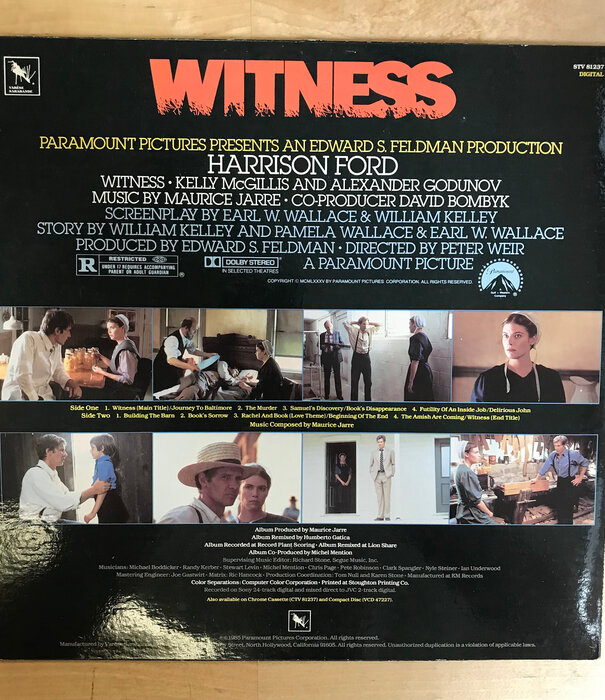 WITNESS
VARÈSE
SARABANDE
STV 81237
DIGITAL
PARAMOUNT PICTURES PRESENTS AN EDWARD S. FELDMAN PRODUCTION
HARRISON FORD
WITNESS · KELLY McGILLIS AND ALEXANDER GODUNOV
MUSIC BY MAURICE JARRE · CO-PRODUCER DAVID BOMBYK
SCREENPLAY BY EARL W. WALLACE & WILLIAM KELLEY
STORY BY WILLIAM KELLEY AND PAMELA WALLACE & EARL W. WALLACE
PRODUCED BY EDWARD S. FELDMAN · DIRECTED BY PETER WEIR
R RESTRICTED
UNDER 17 REQUIRES ACCOMPANYING
PARENT OR ADULT GUARDIAN
DOLBY STEREO
IN SELECTED THEATRES
A PARAMOUNT PICTURE
COPYRIGHT © MCMLXXXV BY PARAMOUNT PICTURES CORPORATION. ALL RIGHTS RESERVED.
Paramount
Side One 1. Witness (Main Title)/Journey To Baltimore 2. The Murder 3. Samuel's Discovery/Book's Disappearance 4. Futility Of An Inside Job/Delirious John
Side Two 1. Building The Barn 2. Book's Sorrow 3. Rachel And Book (Love Theme)/Beginning Of The End 4. The Amish Are Coming/Witness (End Title)
Music Composed by Maurice Jarre
Album Produced by Maurice Jarre
Album Remixed by Humberto Gatica
Album Recorded at Record Plant Scoring · Album Remixed at Lion Share
Album Co-Produced by Michel Mention
Supervising Music Editor: Richard Stone, Segue Music, Inc.
Musicians: Michael Boddicker · Randy Kerber · Stewart Levin · Michel Mention · Chris Page · Pete Robinson · Clark Spangler · Nyle Steiner · Ian Underwood
Mastering Engineer: Joe Gastwirt · Matrix: Ric Hancock · Production Coordination: Tom Null and Karen Stone · Manufactured at KM Records
Color Separations: Computer Color Corporation · Printed at Stoughton Printing Co.
Recorded on Sony 24-track digital and mixed direct to JVC 2-track digital.
Also available on Chrome Cassette (CTV 81237) and Compact Disc (VCD 47227).
©1985 Paramount Pictures Corporation. All rights reserved.
Manufactured by Varèse Street, North Hollywood, California 91605. All rights reserved. Unauthorized duplication is a violation of applicable laws.